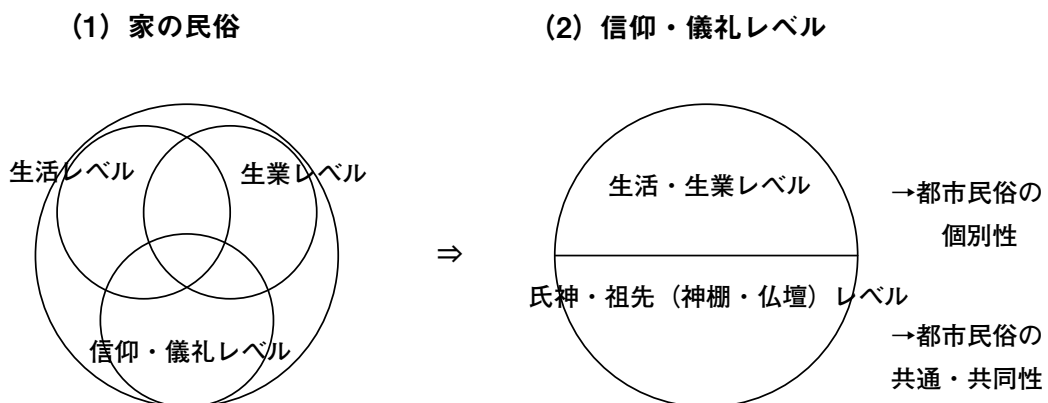 （1）家の民俗
（2）信仰・儀礼レベル
生活レベル
生業レベル
信仰・儀礼レベル
⇒
生活・生業レベル
→都市民俗の
個別性
氏神・祖先（神棚・仏壇）レベル
→都市民俗の
共通・共同性